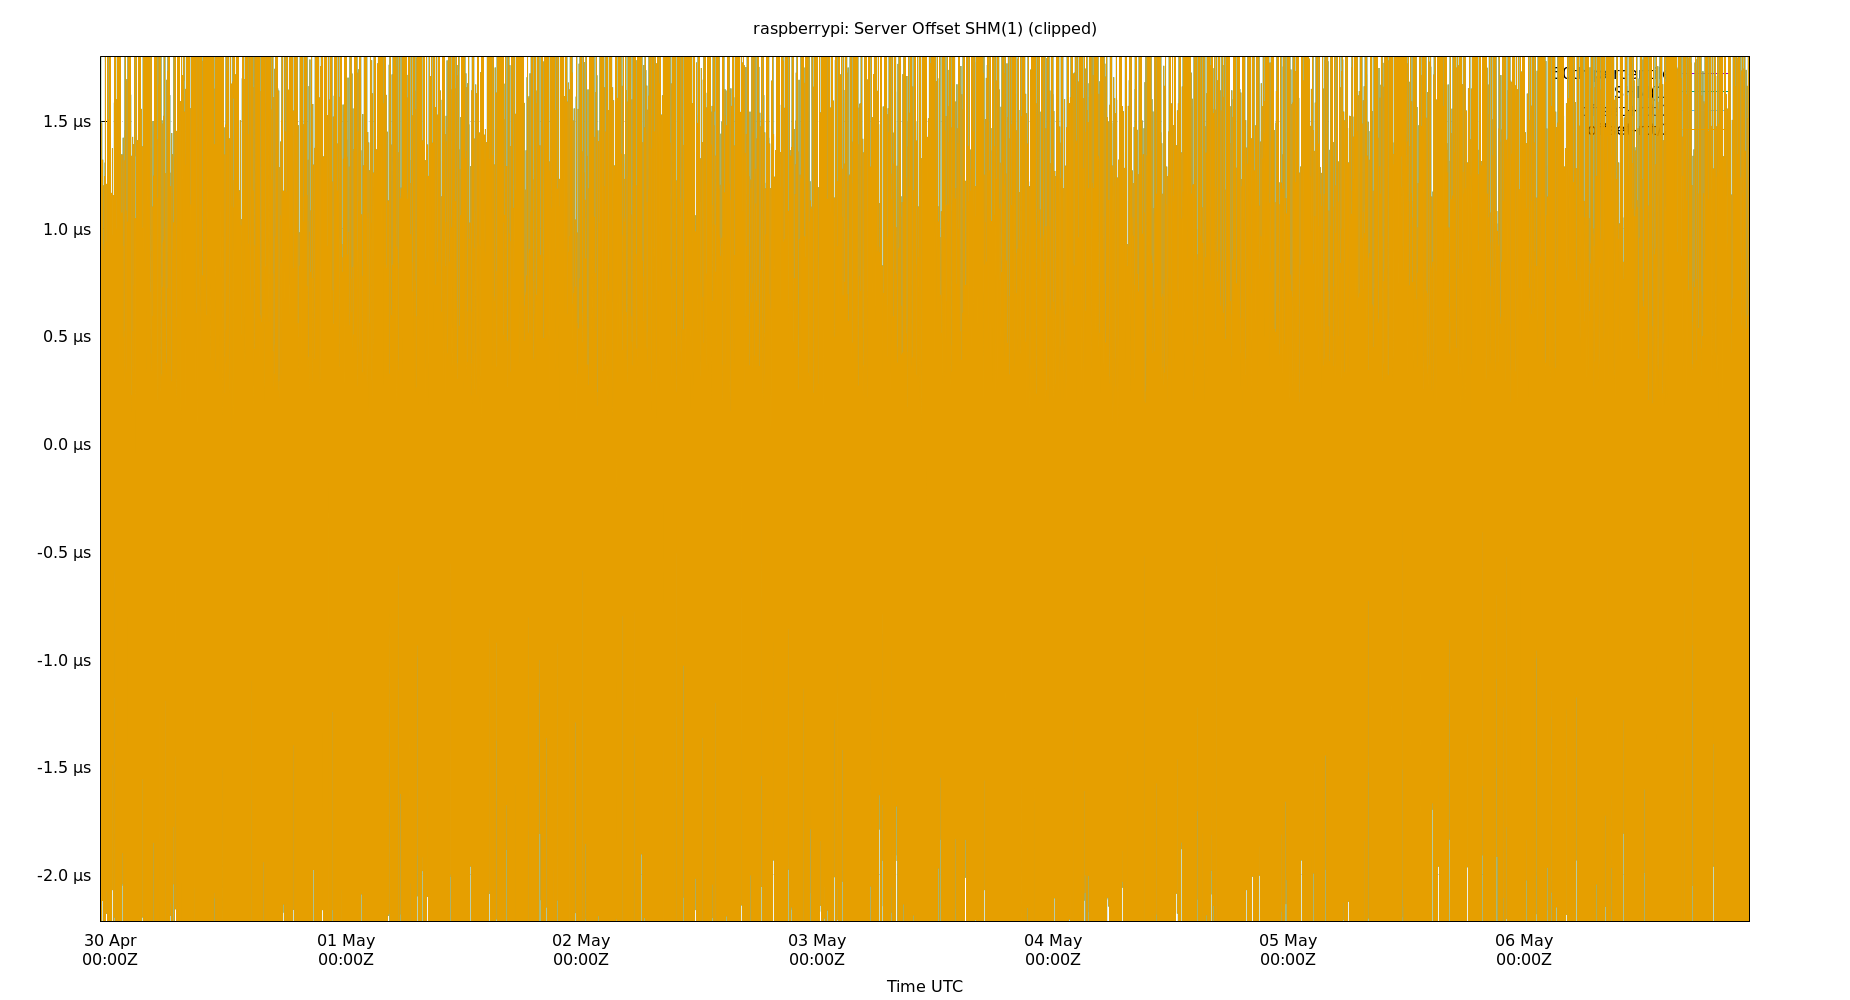 raspberrypi: Server Offset SHM(1) (clipped)
1.5 µs
1.0 µs
0.5 µs
0.0 µs
-0.5 µs
-1.0 µs
-1.5 µs
-2.0 µs
30 Apr 01 May 02 May 03 May 04 May 05 May 06 May
00:00Z 00:00Z 00:00Z 00:00Z 00:00Z 00:00Z 00:00Z
Time UTC